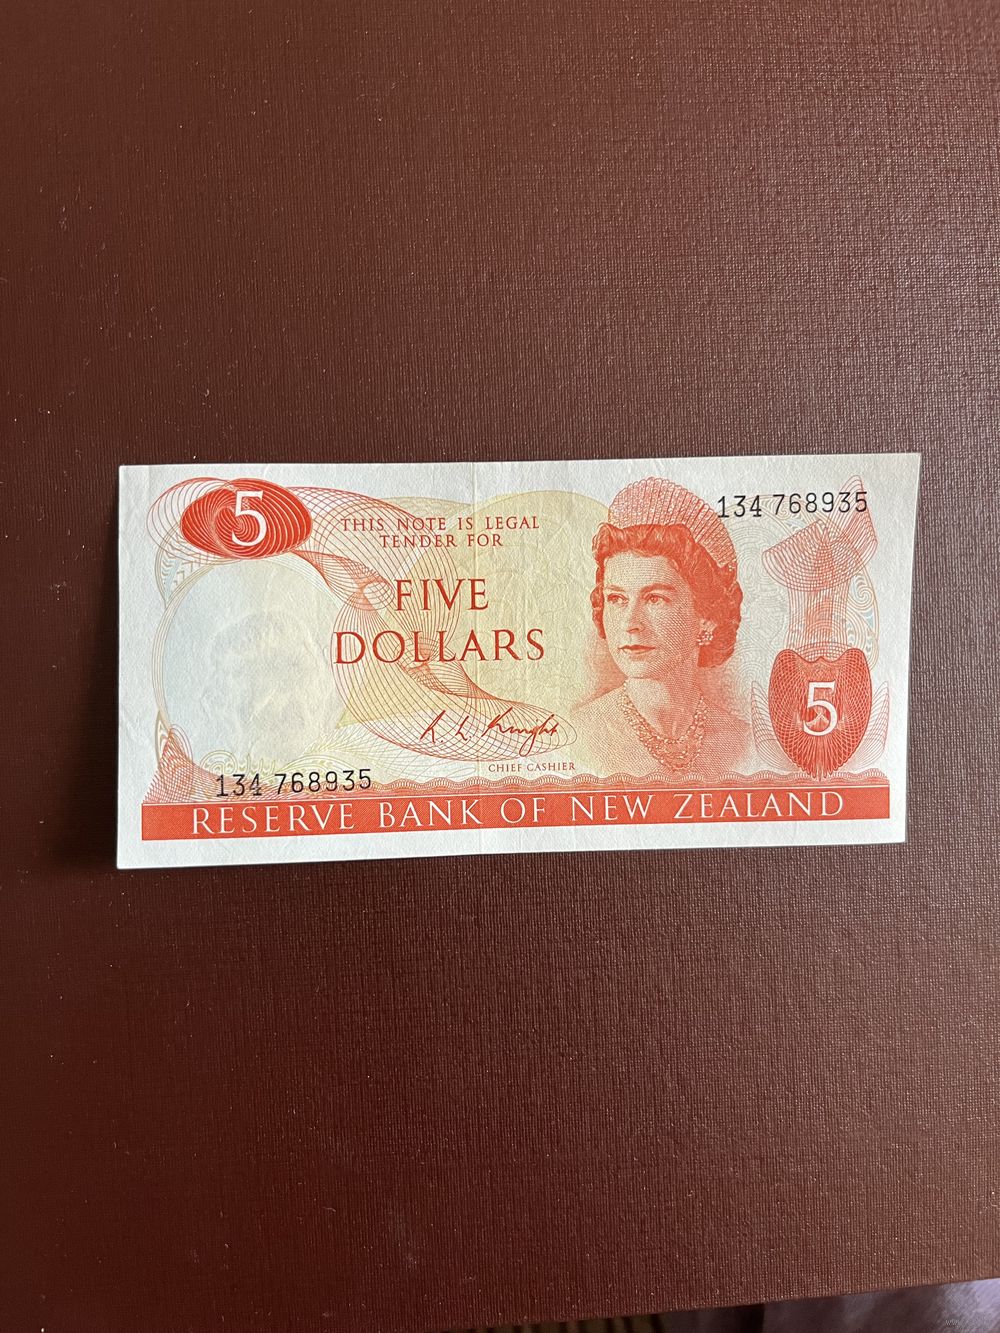 5
134 768935
THIS NOTE IS LEGAL
TENDER FOR
FIVE
DOLLARS
5
R L Knight
CHIEF CASHIER
134 768935
RESERVE BANK OF NEW ZEALAND